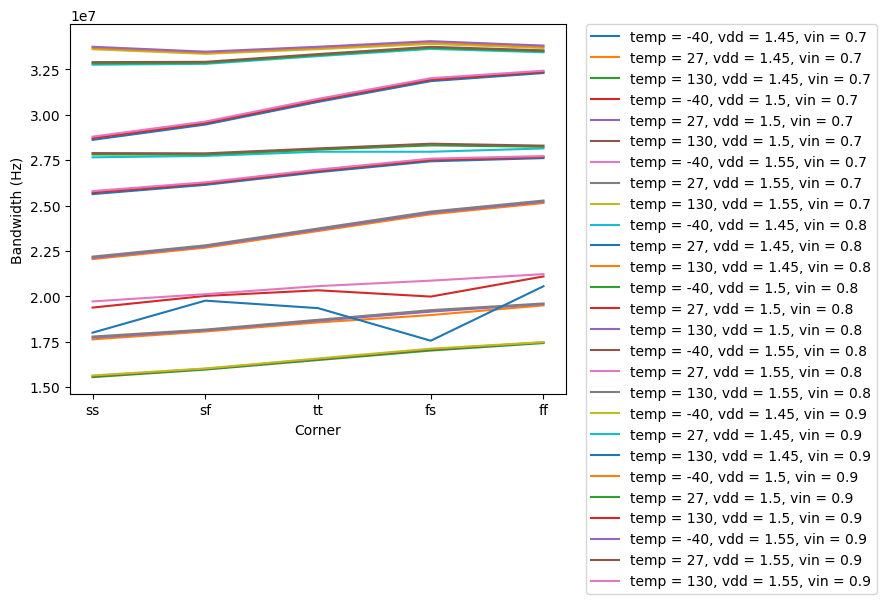 1e7
3.25
3.00
2.75
2.50
2.25
2.00
1.75
1.50
Bandwidth (Hz)
ss sf tt fs ff
Corner
temp = -40, vdd = 1.45, vin = 0.7
temp = 27, vdd = 1.45, vin = 0.7
temp = 130, vdd = 1.45, vin = 0.7
temp = -40, vdd = 1.5, vin = 0.7
temp = 27, vdd = 1.5, vin = 0.7
temp = 130, vdd = 1.5, vin = 0.7
temp = -40, vdd = 1.55, vin = 0.7
temp = 27, vdd = 1.55, vin = 0.7
temp = 130, vdd = 1.55, vin = 0.7
temp = -40, vdd = 1.45, vin = 0.8
temp = 27, vdd = 1.45, vin = 0.8
temp = 130, vdd = 1.45, vin = 0.8
temp = -40, vdd = 1.5, vin = 0.8
temp = 27, vdd = 1.5, vin = 0.8
temp = 130, vdd = 1.5, vin = 0.8
temp = -40, vdd = 1.55, vin = 0.8
temp = 27, vdd = 1.55, vin = 0.8
temp = 130, vdd = 1.55, vin = 0.8
temp = -40, vdd = 1.45, vin = 0.9
temp = 27, vdd = 1.45, vin = 0.9
temp = 130, vdd = 1.45, vin = 0.9
temp = -40, vdd = 1.5, vin = 0.9
temp = 27, vdd = 1.5, vin = 0.9
temp = 130, vdd = 1.5, vin = 0.9
temp = -40, vdd = 1.55, vin = 0.9
temp = 27, vdd = 1.55, vin = 0.9
temp = 130, vdd = 1.55, vin = 0.9